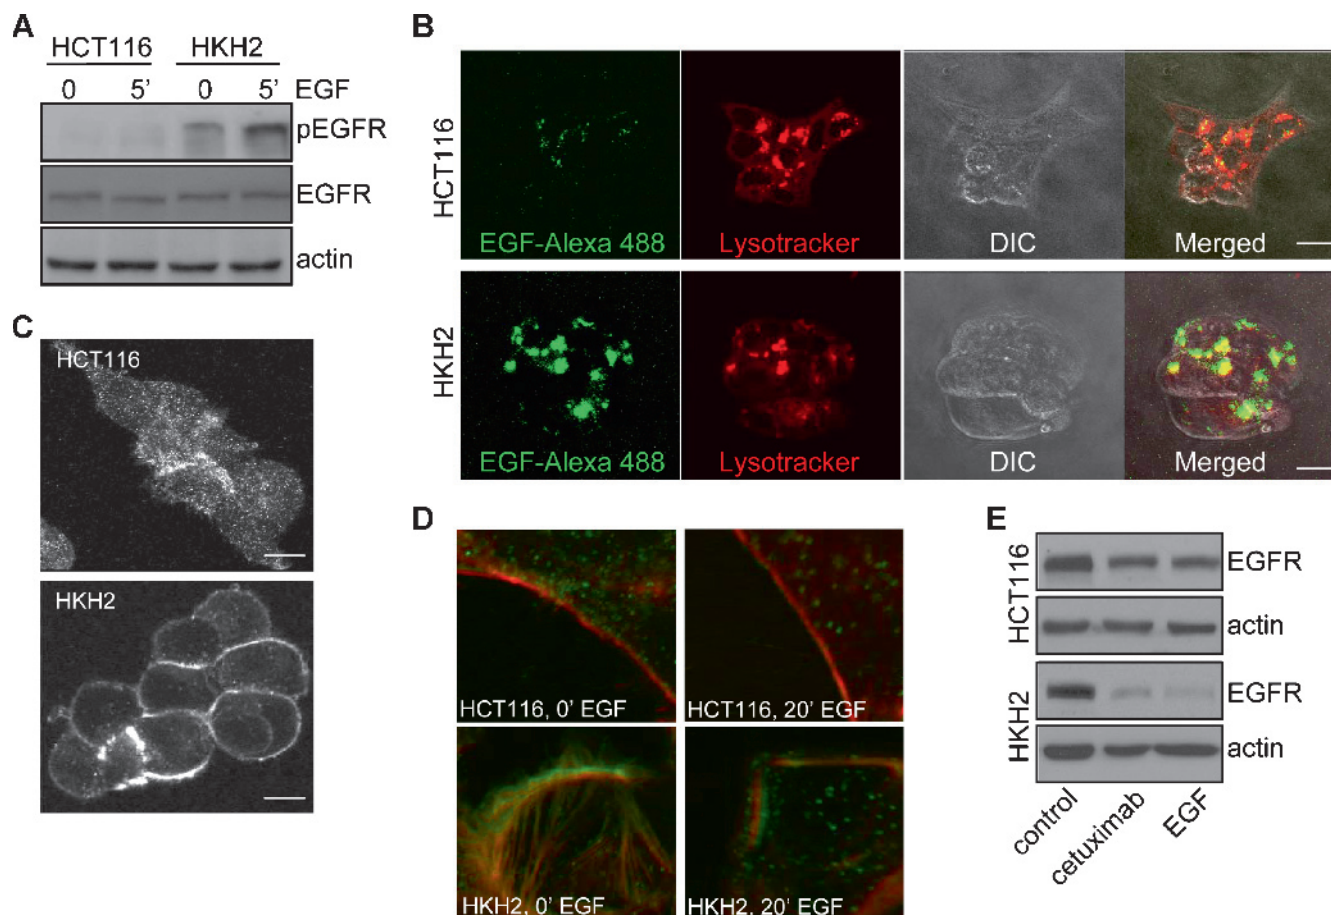 A
HCT116 HKH2
0 5' 0 5' EGF
pEGFR
EGFR
actin
B
HCT116
EGF-Alexa 488 Lysotracker DIC Merged
HKH2
EGF-Alexa 488 Lysotracker DIC Merged
C
HCT116
HKH2
D
HCT116, 0' EGF HCT116, 20' EGF
HKH2, 0' EGF HKH2, 20' EGF
E
HCT116
EGFR
actin
HKH2
EGFR
actin
control cetuximab EGF